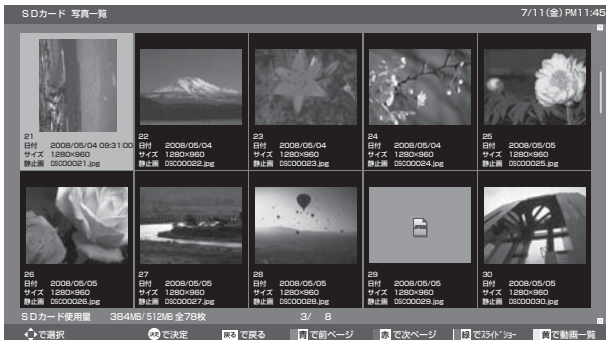 SDカード 写真一覧
7/11(金) PM11:45
21
日付 2008/05/04 09:31:00
サイズ 1280×960
静止画 DSC00021.jpg
22
日付 2008/05/04
サイズ 1280×960
静止画 DSC00022.jpg
23
日付 2008/05/04
サイズ 1280×960
静止画 DSC00023.jpg
24
日付 2008/05/04
サイズ 1280×960
静止画 DSC00024.jpg
25
日付 2008/05/05
サイズ 1280×960
静止画 DSC00025.jpg
26
日付 2008/05/05
サイズ 1280×960
静止画 DSC00026.jpg
27
日付 2008/05/05
サイズ 1280×960
静止画 DSC00027.jpg
28
日付 2008/05/05
サイズ 1280×960
静止画 DSC00028.jpg
29
日付 2008/05/05
サイズ 1280×960
静止画 DSC00029.jpg
30
日付 2008/05/05
サイズ 1280×960
静止画 DSC00030.jpg
SDカード使用量 384MB/512MB 全78枚 3/ 8
で選択 決定 で決定 戻る で戻る 青 で前ページ 赤 で次ページ 緑 でスライドショー 黄 で動画一覧